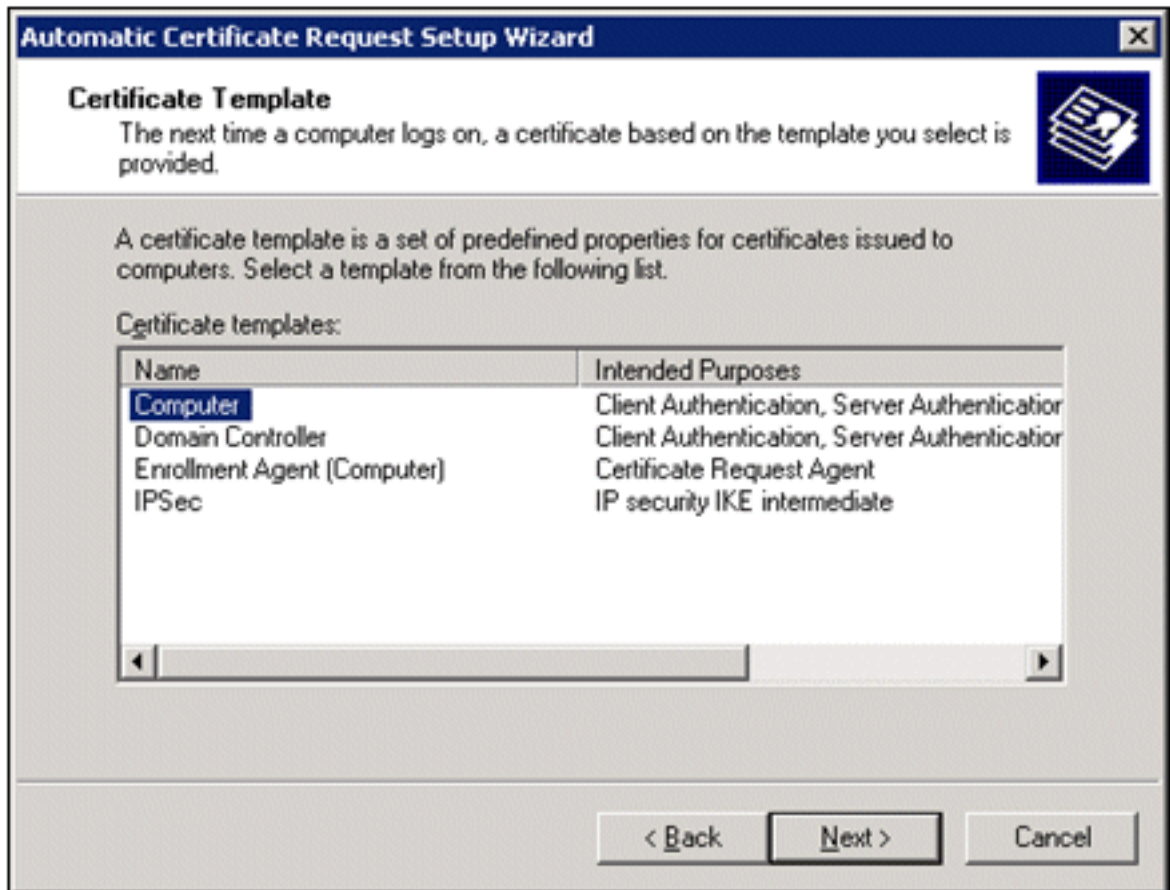 Automatic Certificate Request Setup Wizard
Certificate Template
The next time a computer logs on, a certificate based on the template you select is
provided.
A certificate template is a set of predefined properties for certificates issued to
computers. Select a template from the following list.
Certificate templates:
Name Intended Purposes
Computer Client Authentication, Server Authentication
Domain Controller Client Authentication, Server Authentication
Enrollment Agent (Computer) Certificate Request Agent
IPSec IP security IKE intermediate
< Back Next > Cancel